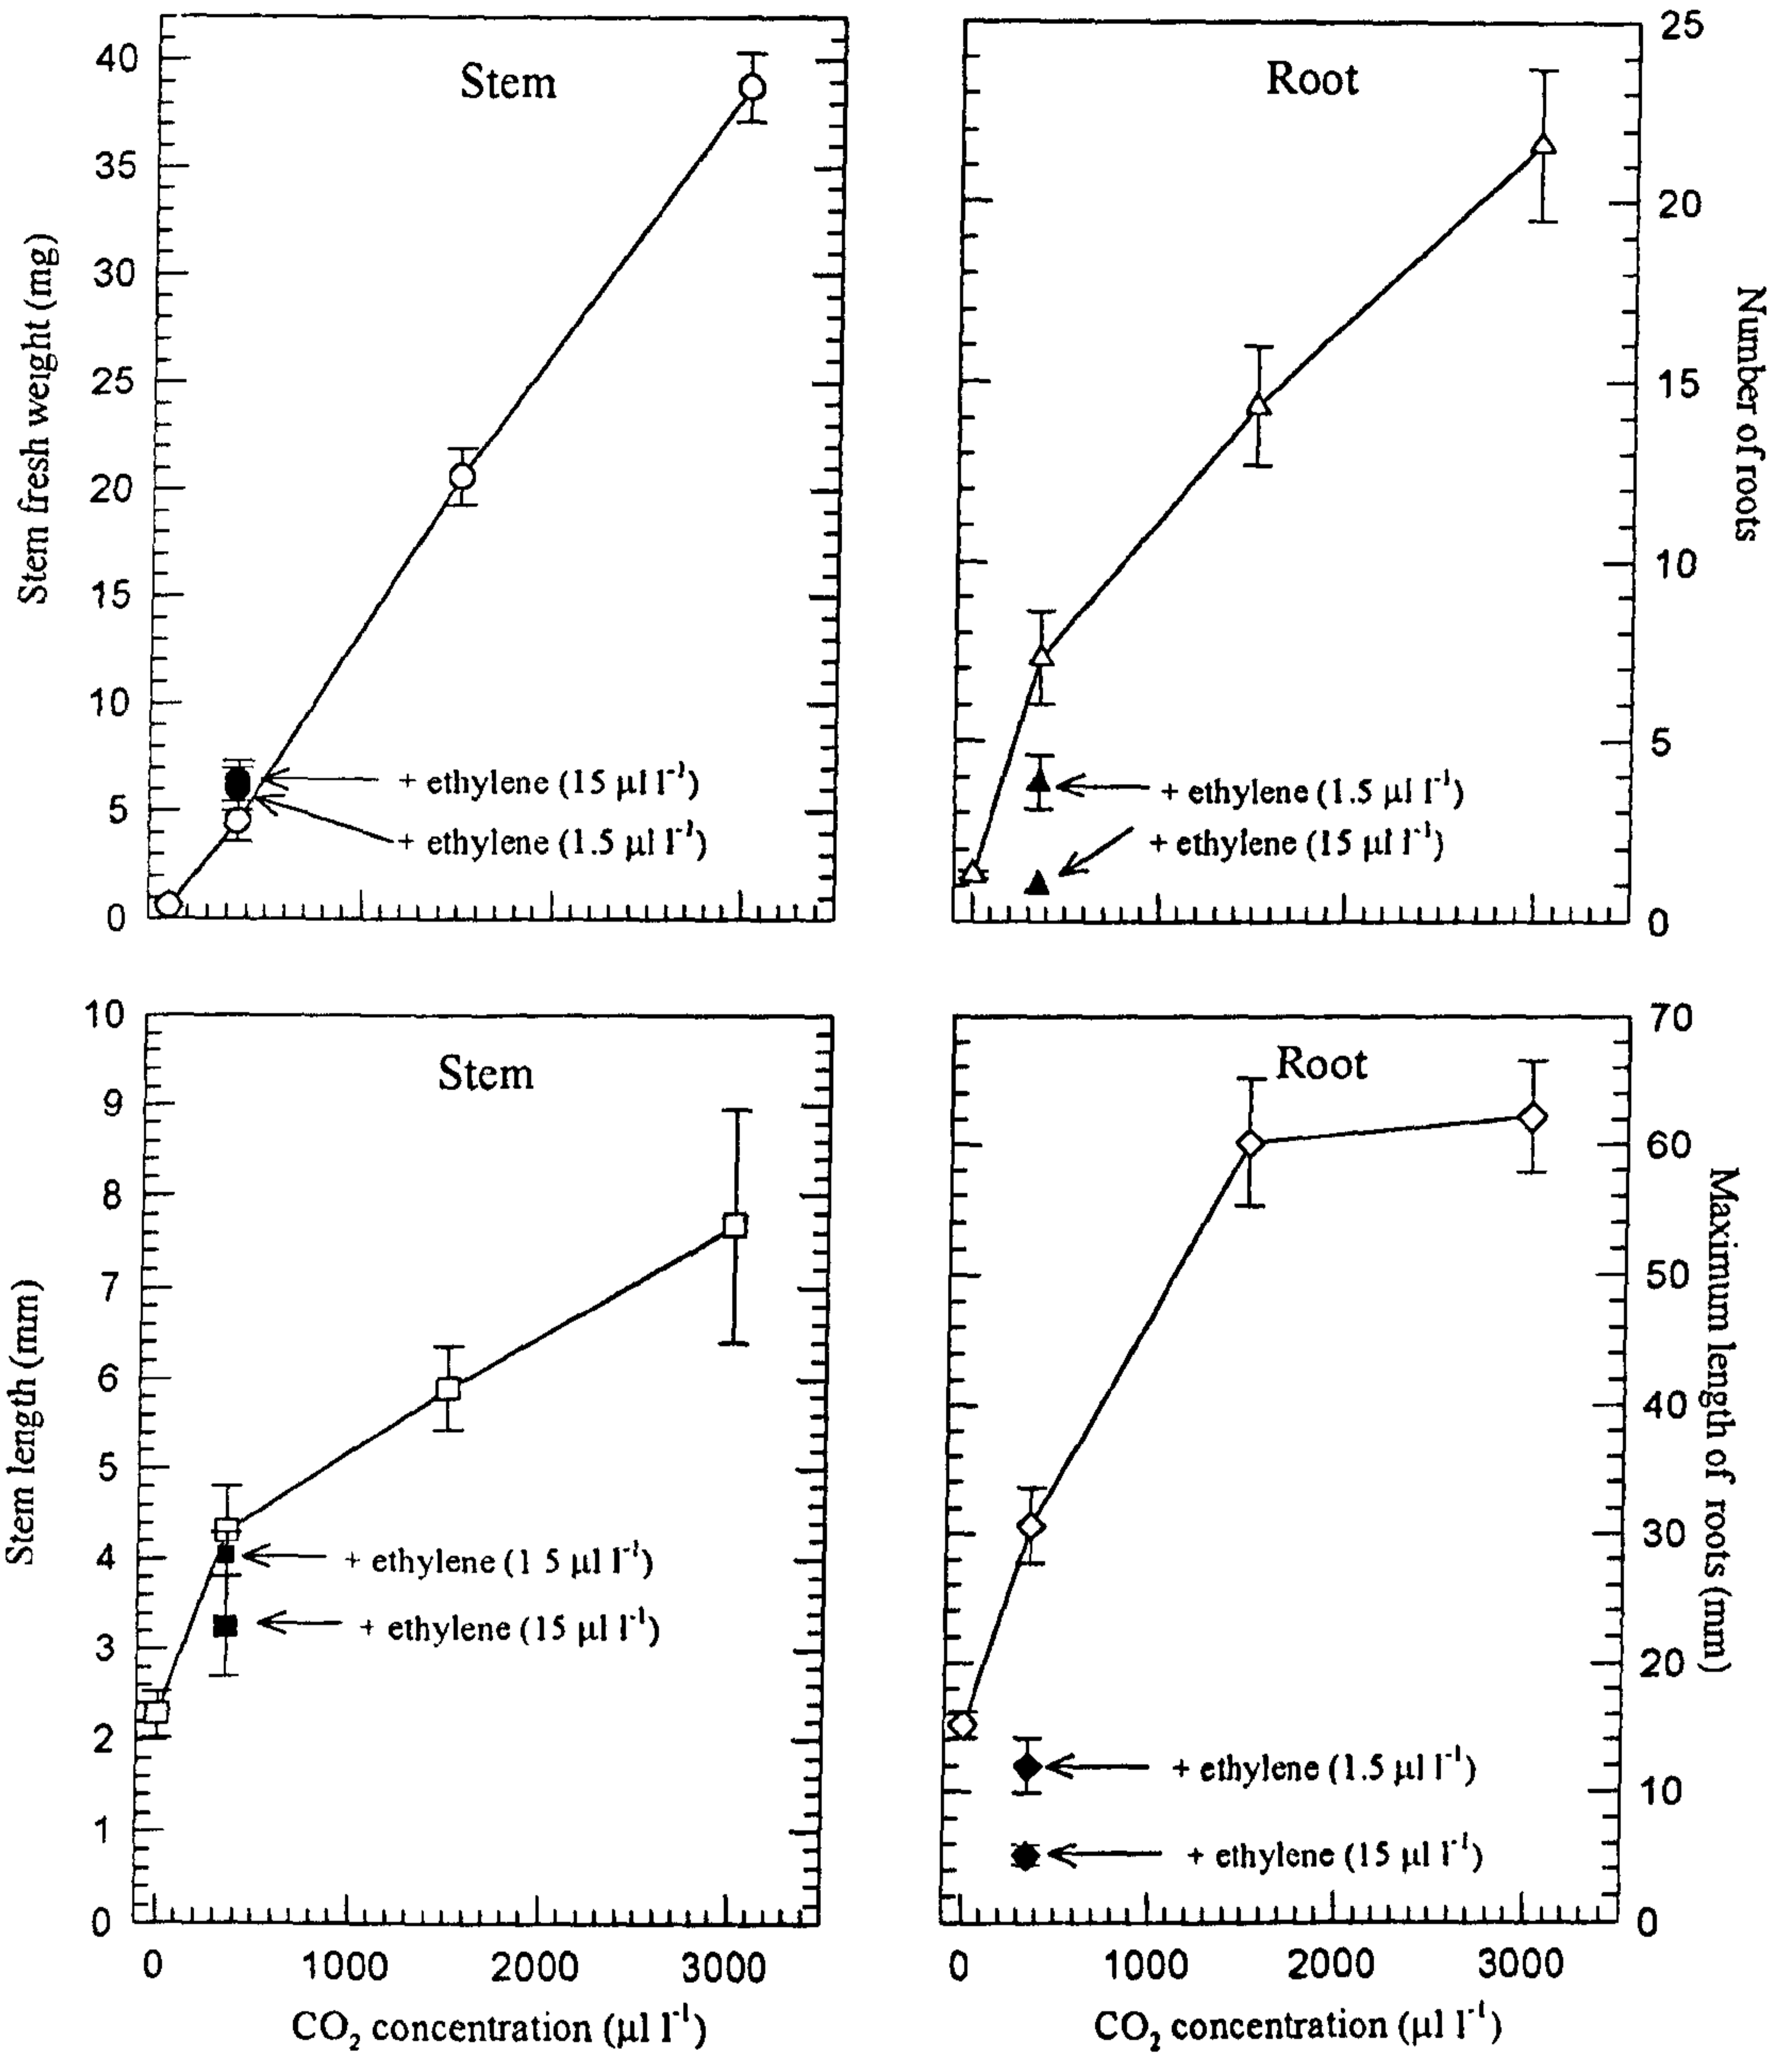 Stem
40
35
30
25
20
15
10
5
0
Stem fresh weight (mg)
+ ethylene (15 µl l⁻¹)
+ ethylene (1.5 µl l⁻¹)
Root
25
20
15
10
5
0
Number of roots
+ ethylene (1.5 µl l⁻¹)
+ ethylene (15 µl l⁻¹)
Stem
10
9
8
7
6
5
4
3
2
1
0
Stem length (mm)
+ ethylene (1 5 µl l⁻¹)
+ ethylene (15 µl l⁻¹)
0 1000 2000 3000
CO₂ concentration (µl l⁻¹)
Root
70
60
50
40
30
20
10
0
Maximum length of roots (mm)
+ ethylene (1.5 µl l⁻¹)
+ ethylene (15 µl l⁻¹)
0 1000 2000 3000
CO₂ concentration (µl l⁻¹)